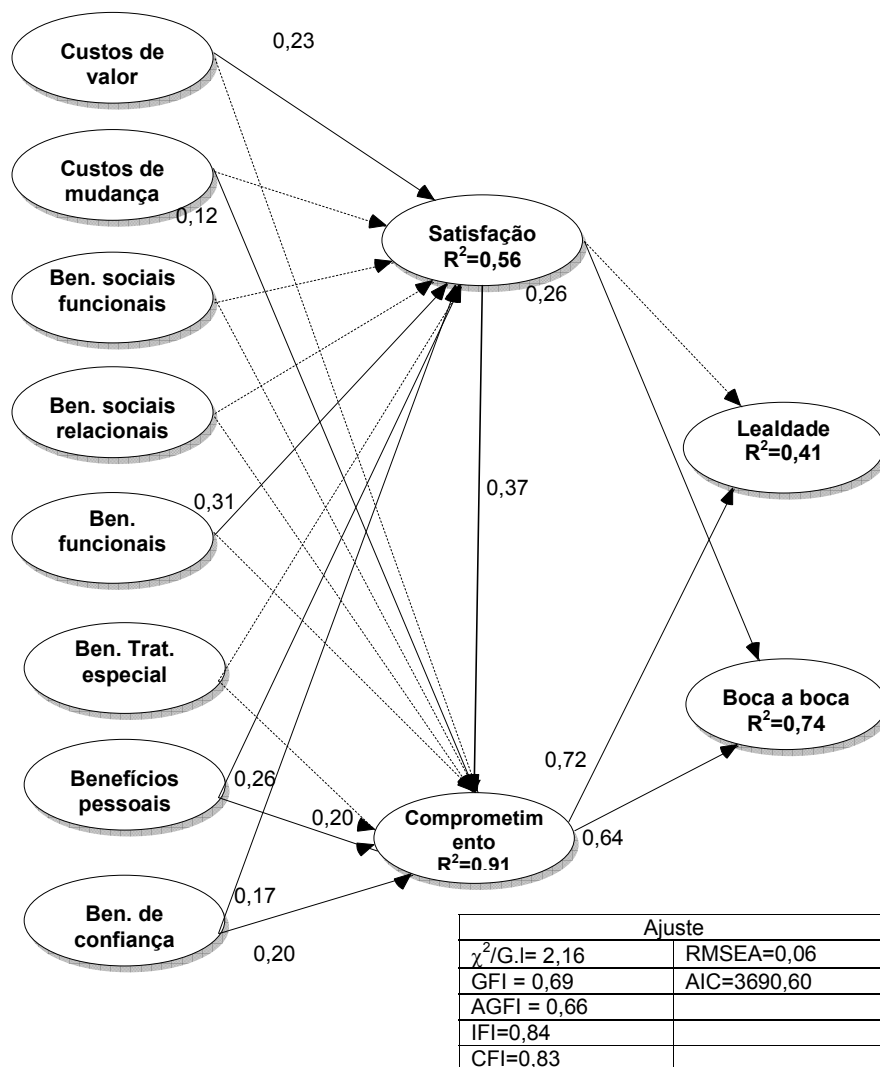 0,23
Custos de
valor
Custos de
mudança
0,12
Satisfação
R²=0,56
Ben. sociais
funcionais
0,26
Ben. sociais
relacionais
Lealdade
R²=0,41
Ben.
funcionais
0,31
0,37
Ben. Trat.
especial
Boca a boca
R²=0,74
0,72
Benefícios
pessoais
0,26
0,20
Comprometim
ento
R²=0,91
0,64
Ben. de
confiança
0,17
0,20
Ajuste
χ²/G.l= 2,16 RMSEA=0,06
GFI = 0,69 AIC=3690,60
AGFI = 0,66
IFI=0,84
CFI=0,83